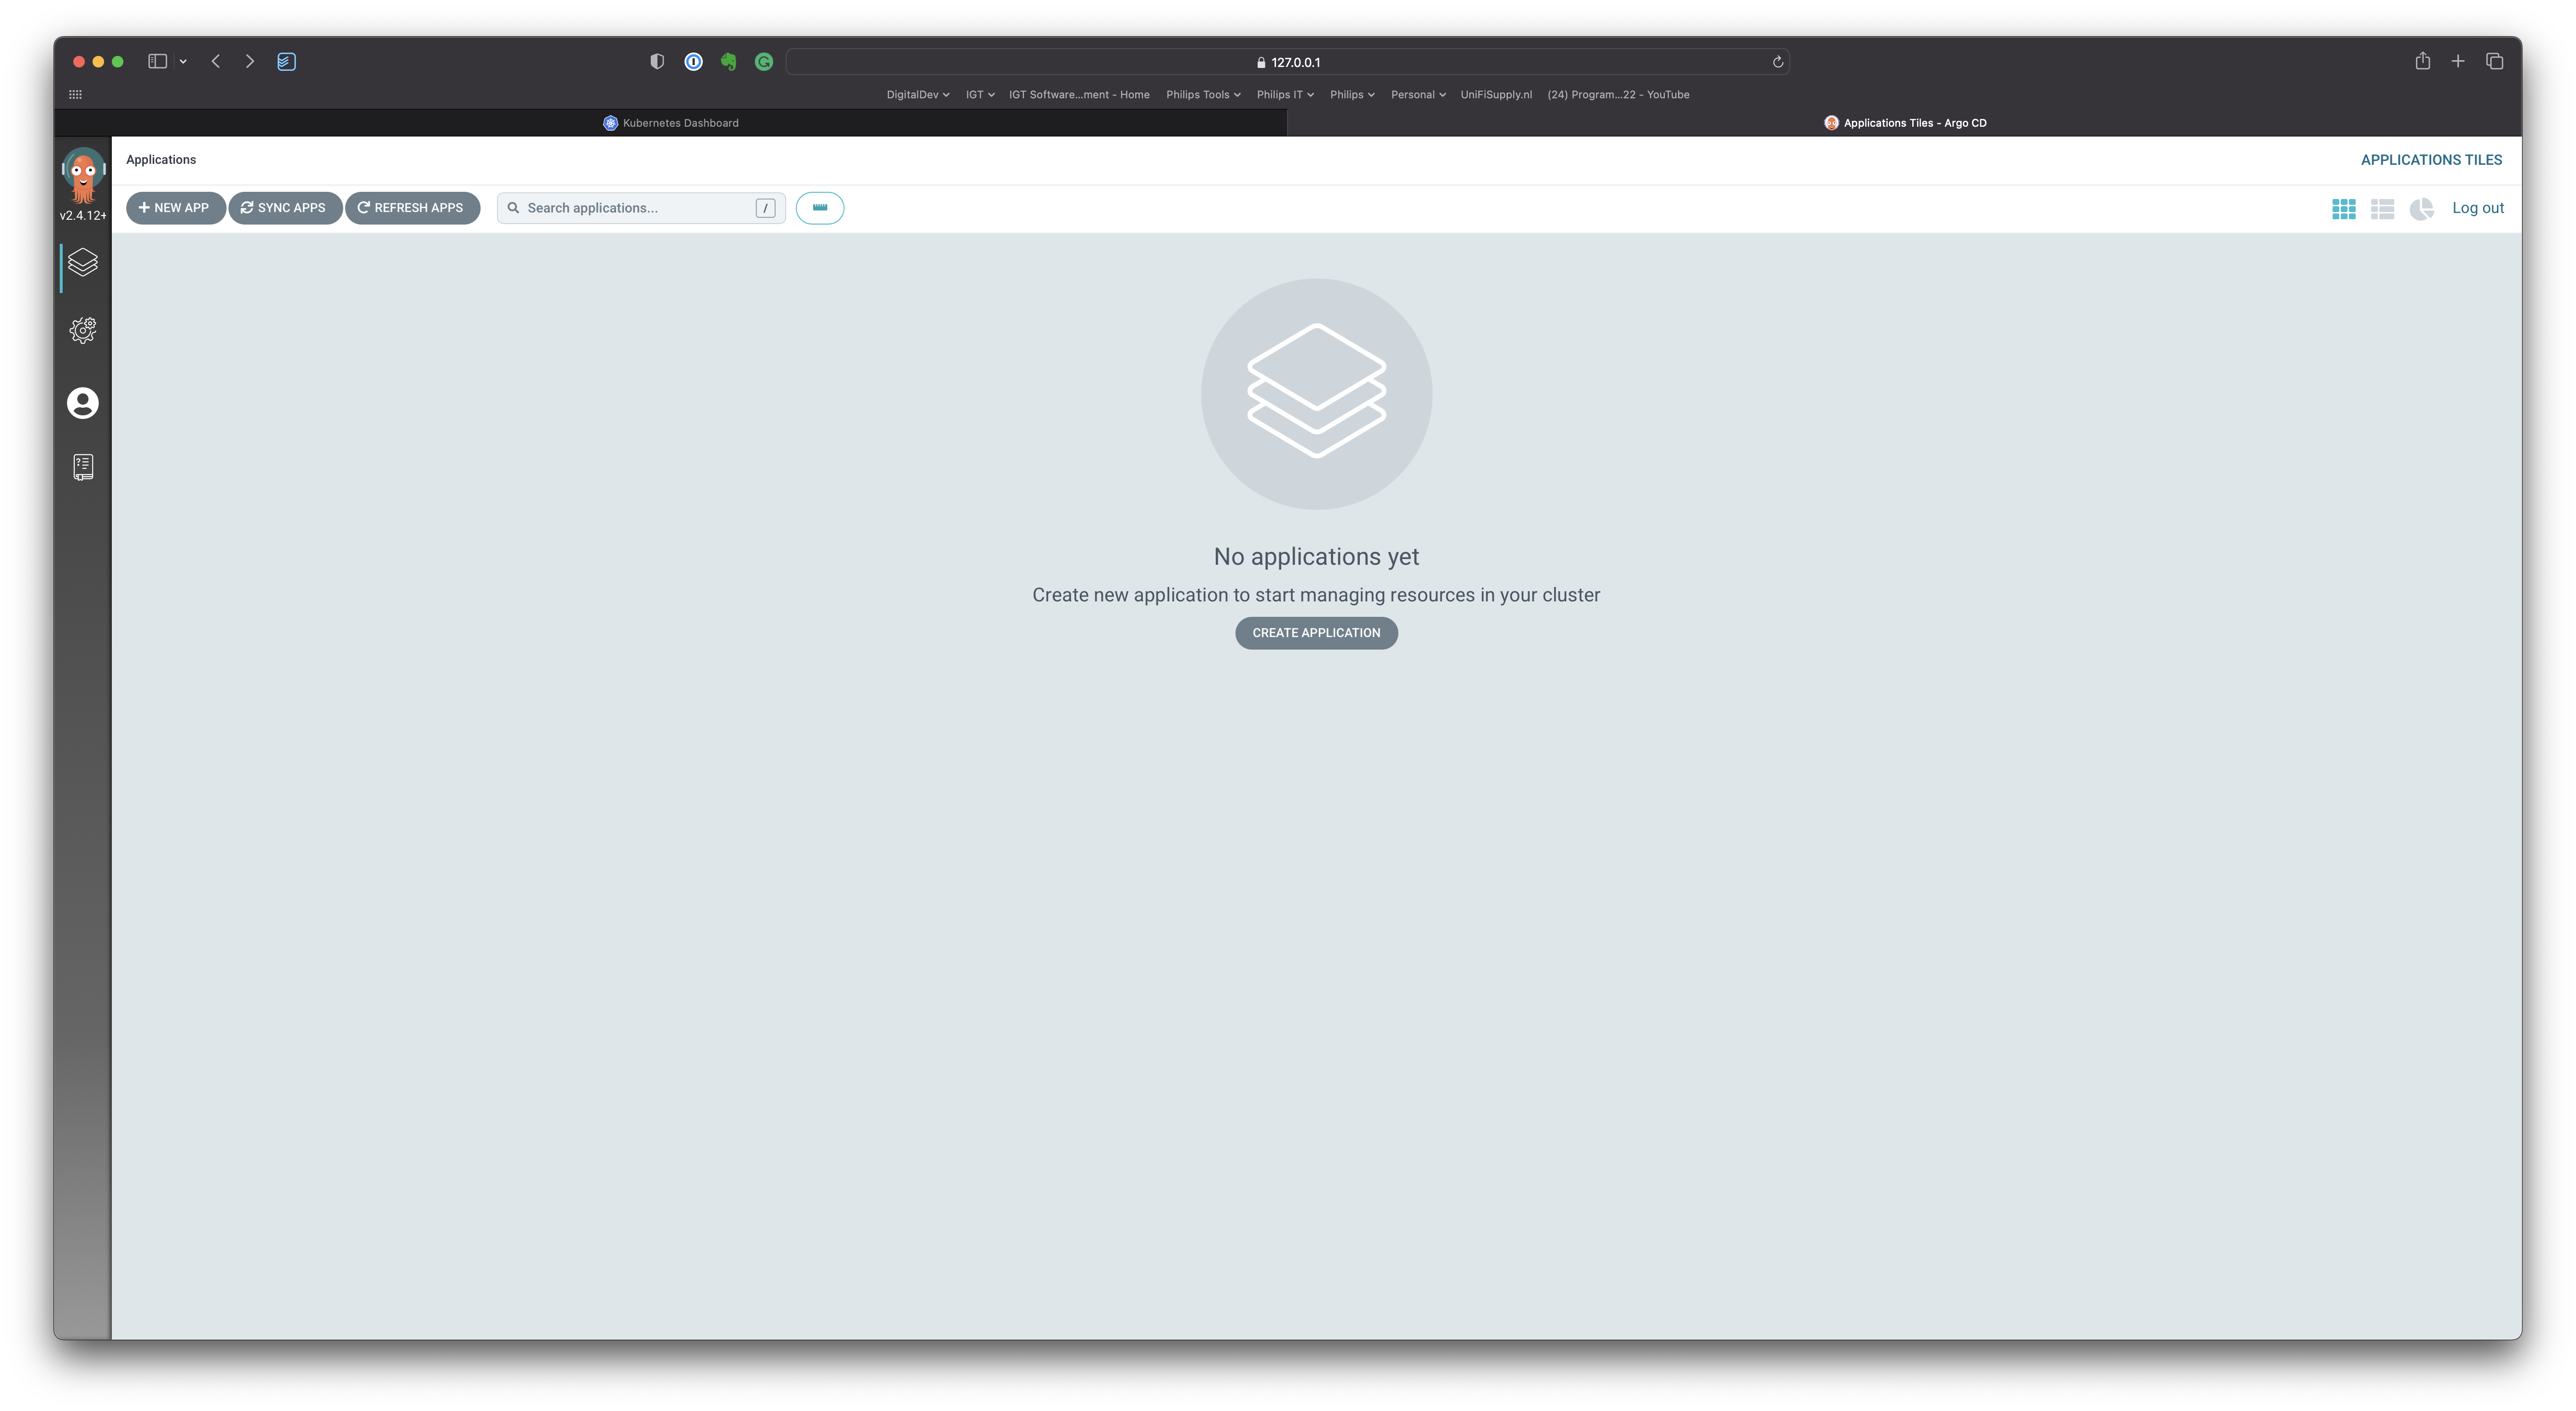 127.0.0.1
DigitalDev IGT IGT Software...ment - Home Philips Tools Philips IT Philips Personal UniFiSupply.nl (24) Program...22 - YouTube
Kubernetes Dashboard Applications Tiles - Argo CD
Applications APPLICATIONS TILES
v2.4.12+
NEW APP SYNC APPS REFRESH APPS Search applications... / Log out
No applications yet
Create new application to start managing resources in your cluster
CREATE APPLICATION